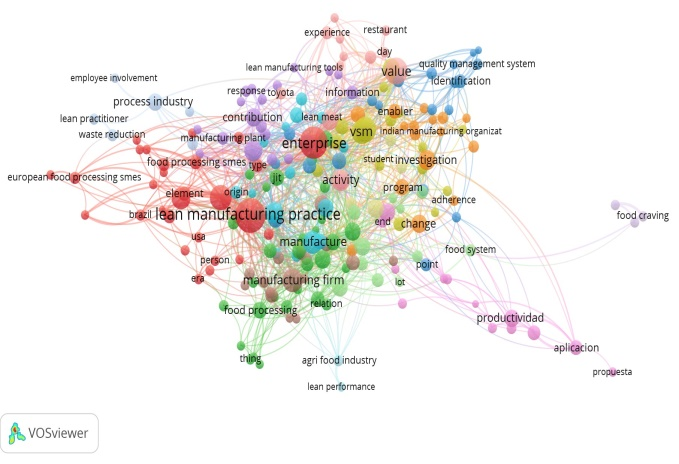 experience
restaurant
day
lean manufacturing tools
quality management system
value
employee involvement
identification
response
toyota
information
process industry
contribution
lean meat
enabler
lean practitioner
waste reduction
manufacturing plant
vsm
indian manufacturing organizat
enterprise
food processing smes
type
student
investigation
european food processing smes
jit
activity
element
origin
program
adherence
brazil
lean manufacturing practice
end
change
food craving
usa
manufacture
food system
person
point
era
manufacturing firm
lot
food processing
relation
productividad
thing
agri food industry
aplicacion
propuesta
lean performance
VOSviewer